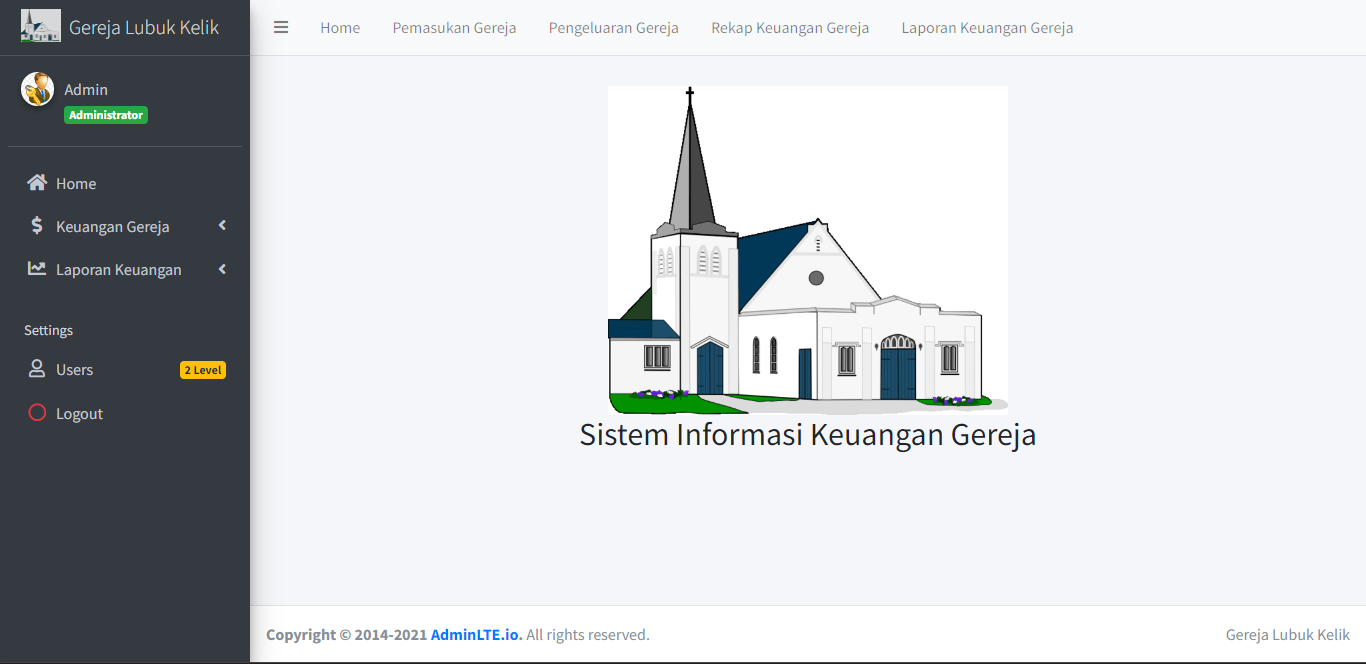 Gereja Lubuk Kelik
Home Pemasukan Gereja Pengeluaran Gereja Rekap Keuangan Gereja Laporan Keuangan Gereja
Admin
Administrator
Home
Keuangan Gereja
Laporan Keuangan
Settings
Users 2 Level
Logout
Sistem Informasi Keuangan Gereja
Copyright © 2014-2021 AdminLTE.io. All rights reserved. Gereja Lubuk Kelik